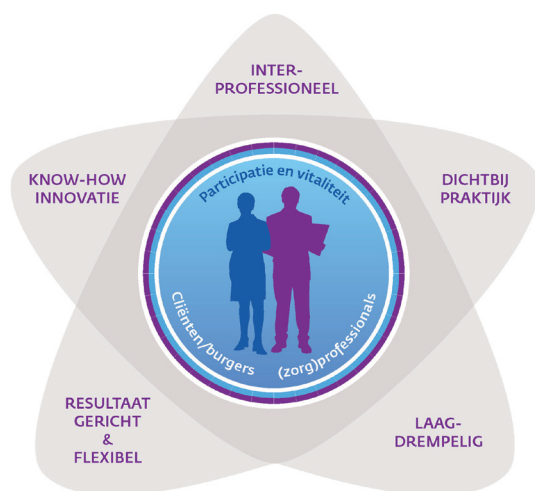 INTER-
PROFESSIONEEL
KNOW-HOW
INNOVATIE
DICHTBIJ
PRAKTIJK
Participatie en vitaliteit
Cliënten/burgers
(zorg)professionals
RESULTAAT
GERICHT
&
FLEXIBEL
LAAG-
DREMPELIG